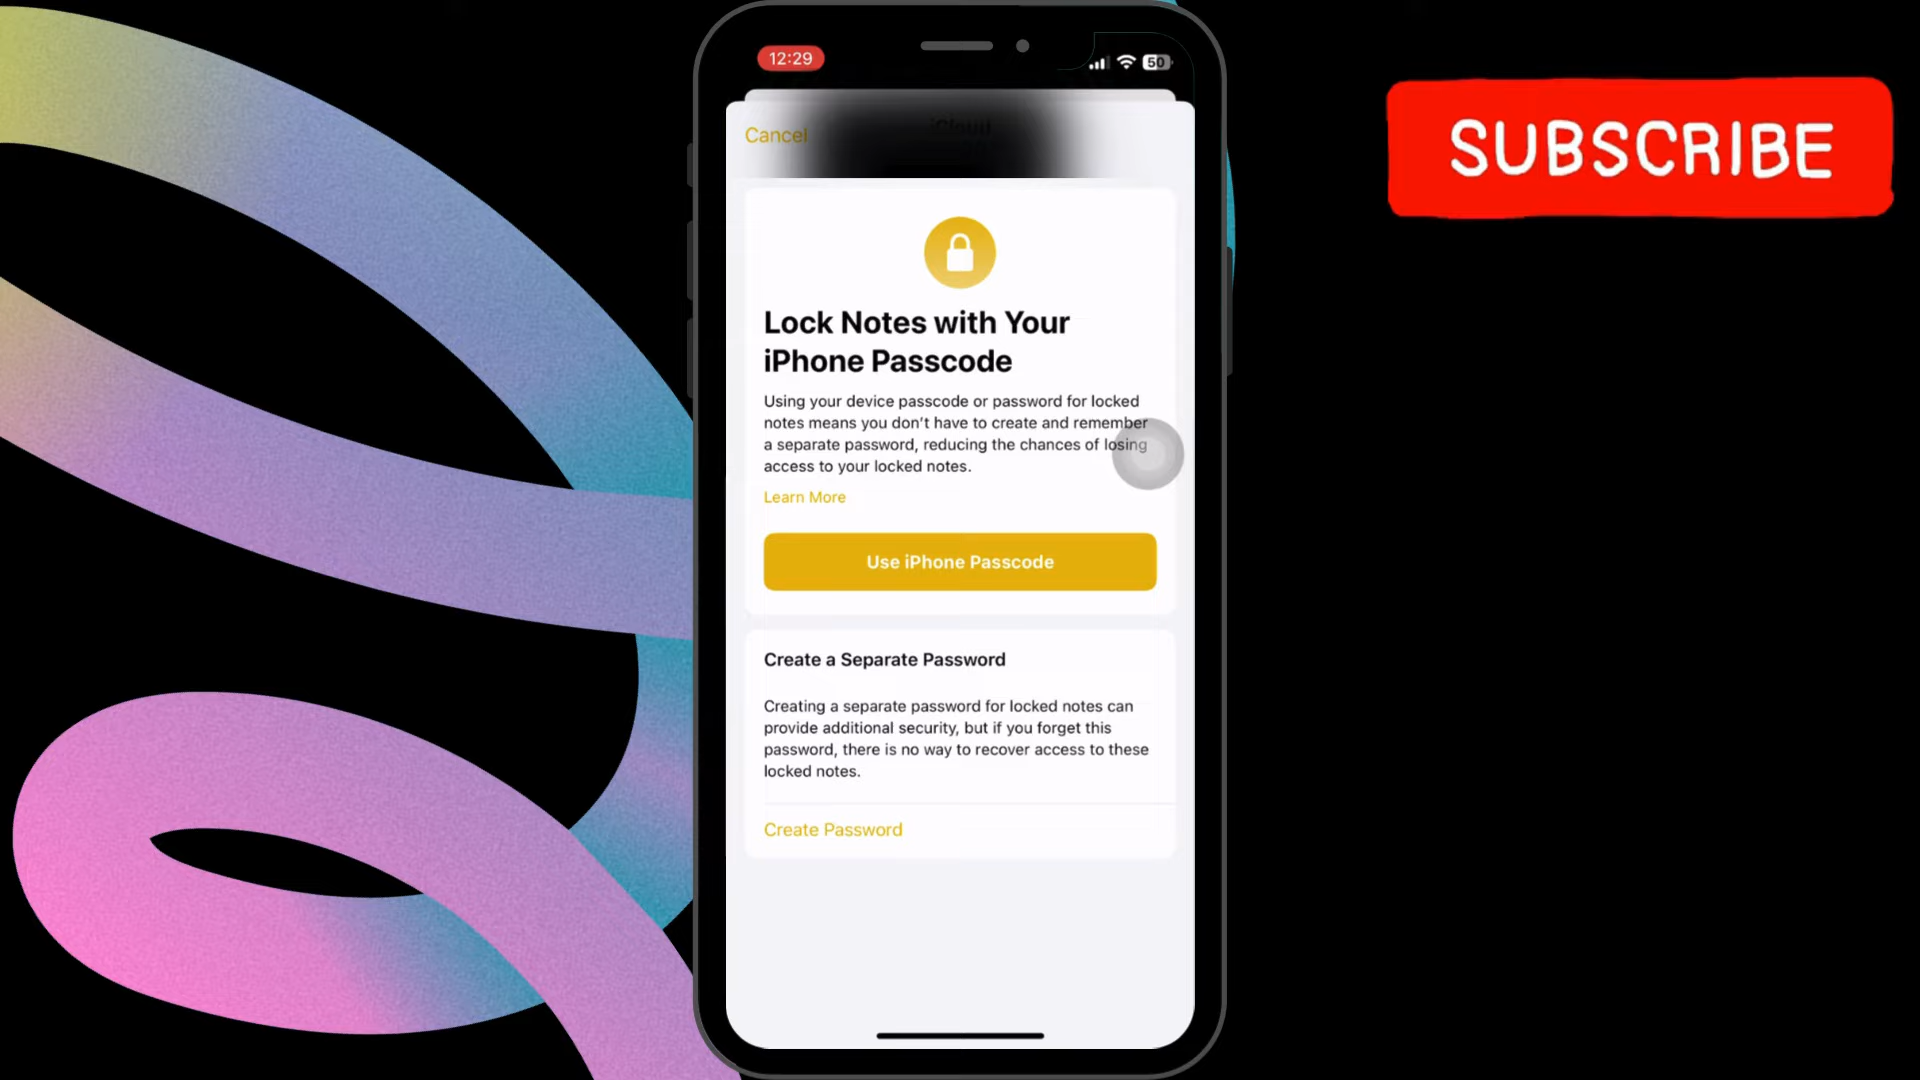 12:29
50
SUBSCRIBE
iCloud
Cancel
Lock Notes with Your
iPhone Passcode
Using your device passcode or password for locked
notes means you don't have to create and remember
a separate password, reducing the chances of losing
access to your locked notes.
Learn More
Use iPhone Passcode
Create a Separate Password
Creating a separate password for locked notes can
provide additional security, but if you forget this
password, there is no way to recover access to these
locked notes.
Create Password